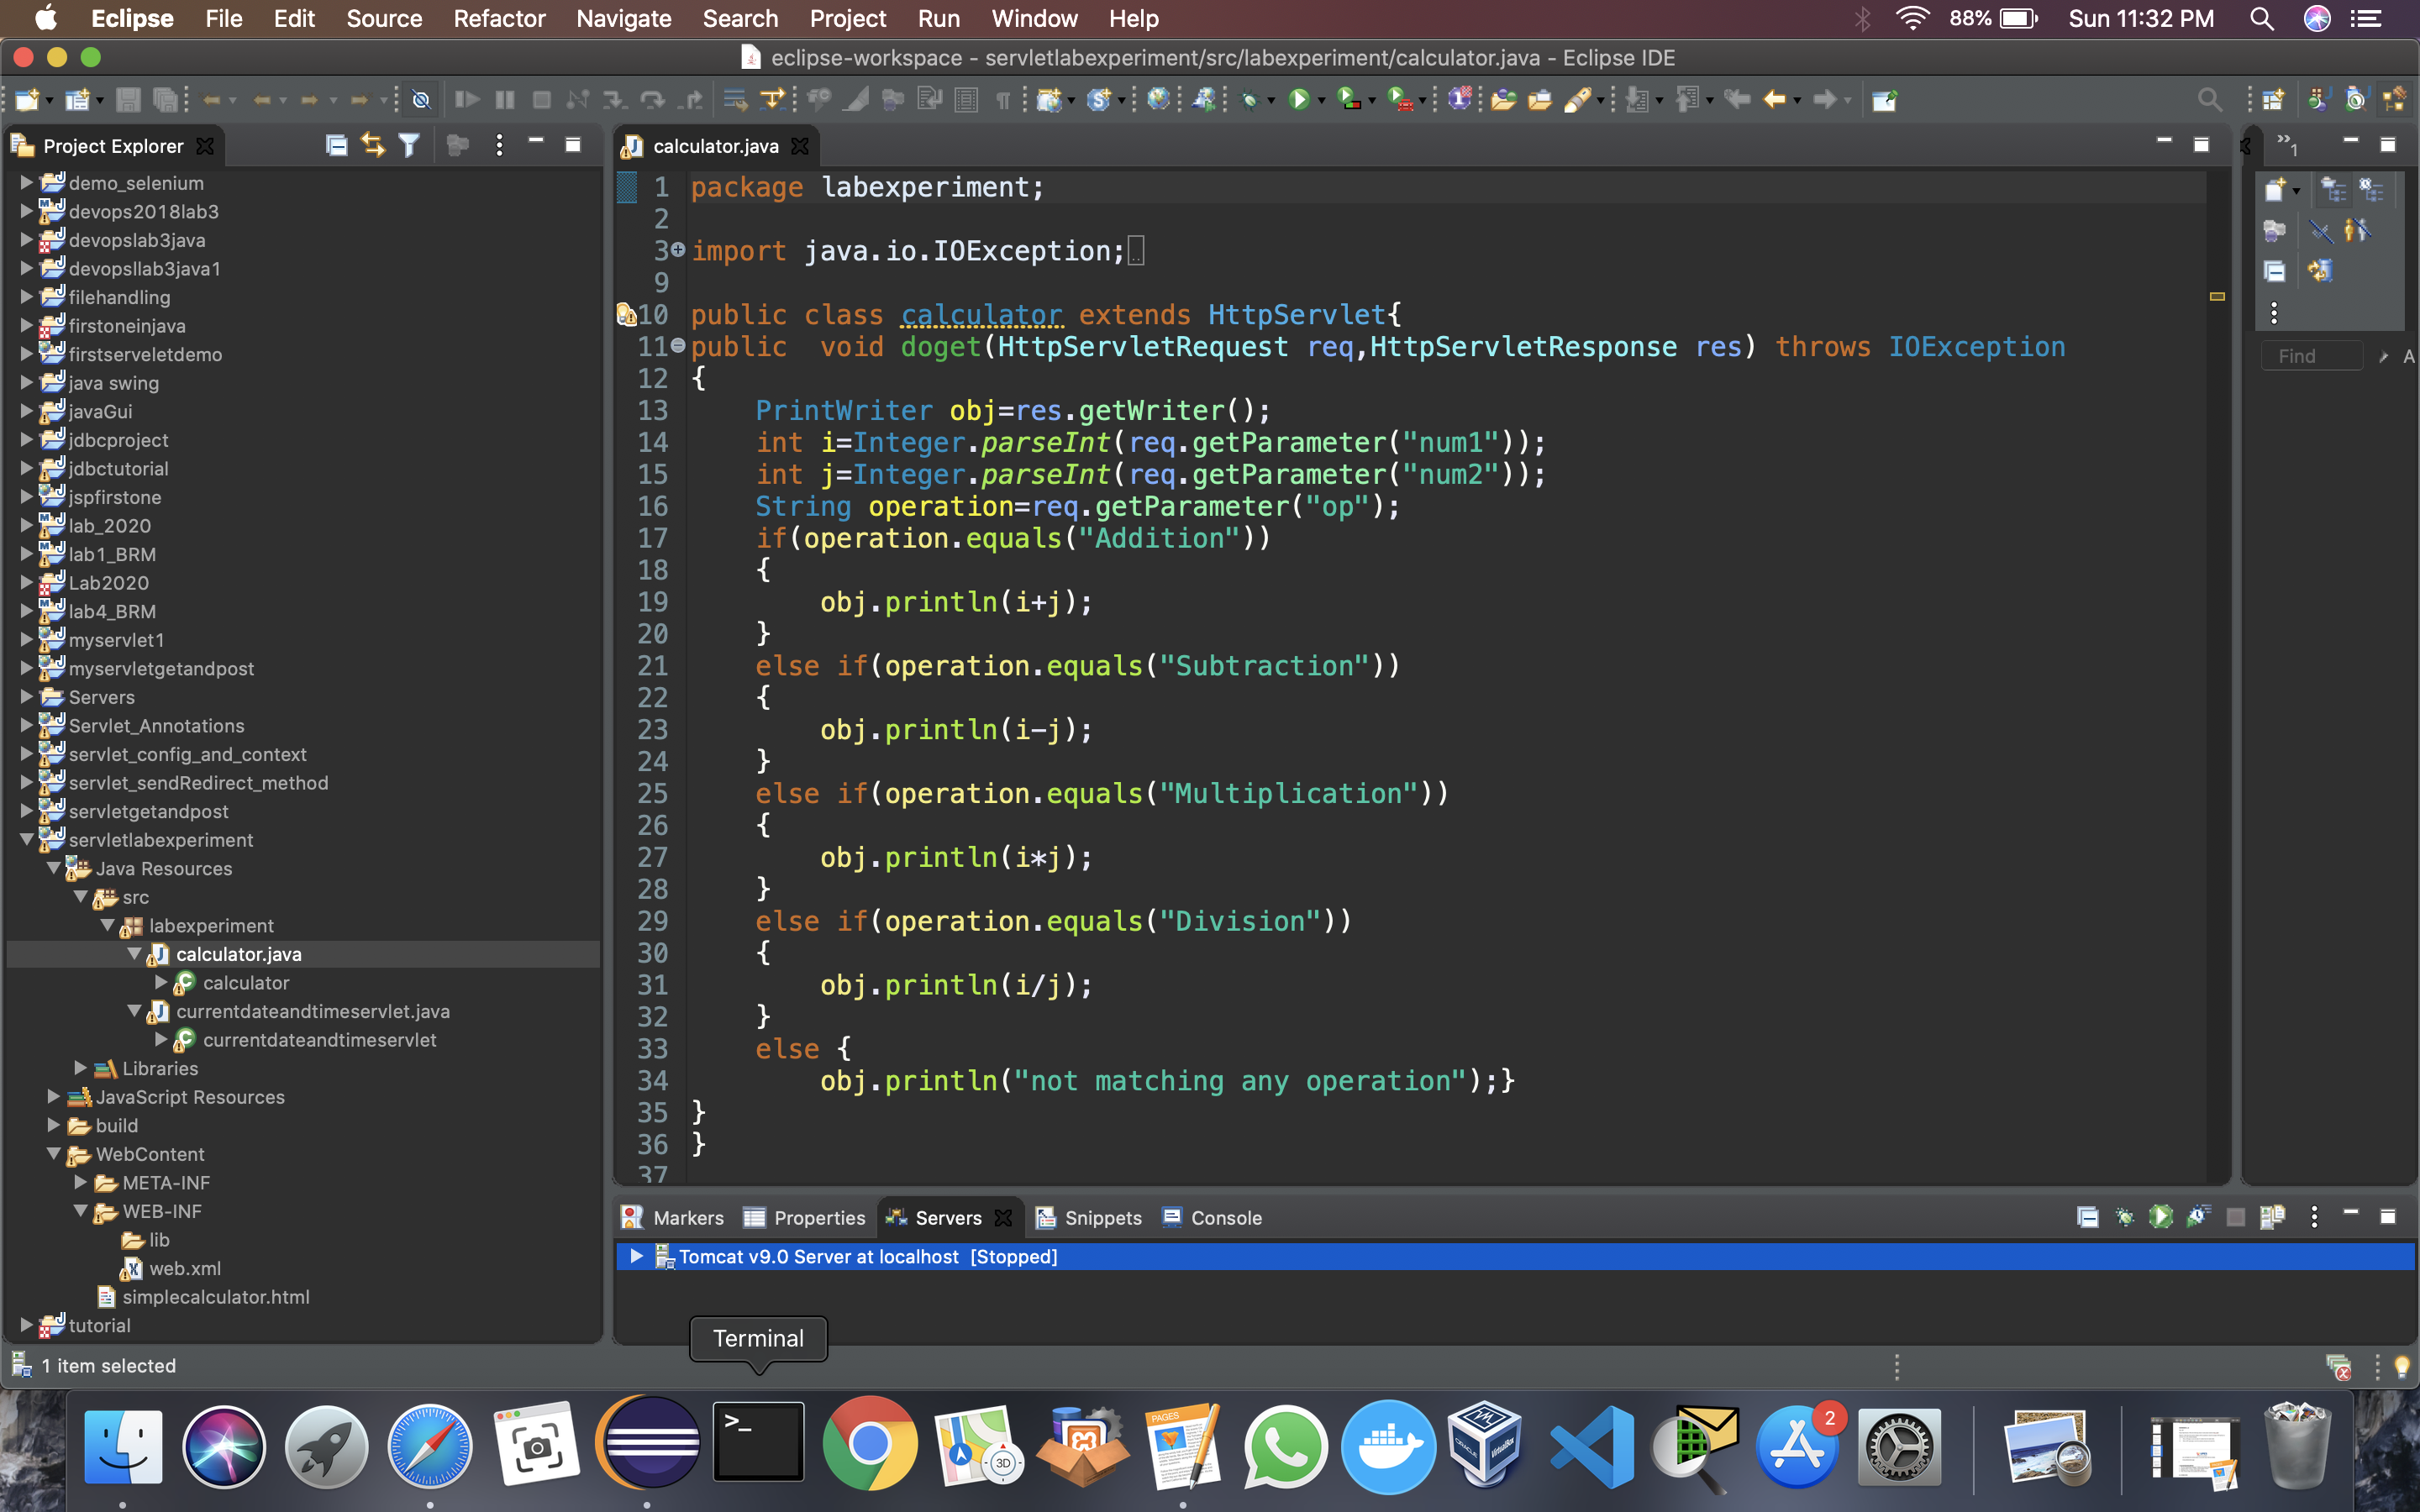 Eclipse File Edit Source Refactor Navigate Search Project Run Window Help 88% Sun 11:32 PM
eclipse-workspace - servletlabexperiment/src/labexperiment/calculator.java - Eclipse IDE
Project Explorer
demo_selenium
devops2018lab3
devopslab3java
devopsllab3java1
filehandling
firstoneinjava
firstserveletdemo
java swing
javaGui
jdbcproject
jdbctutorial
jspfirstone
lab_2020
lab1_BRM
Lab2020
lab4_BRM
myservlet1
myservletgetandpost
Servers
Servlet_Annotations
servlet_config_and_context
servlet_sendRedirect_method
servletgetandpost
servletlabexperiment
Java Resources
src
labexperiment
calculator.java
calculator
currentdateandtimeservlet.java
currentdateandtimeservlet
Libraries
JavaScript Resources
build
WebContent
META-INF
WEB-INF
lib
web.xml
simplecalculator.html
tutorial
calculator.java
1 package labexperiment;
2
3 import java.io.IOException;
9
10 public class calculator extends HttpServlet{
11 public  void doget(HttpServletRequest req,HttpServletResponse res) throws IOException
12 {
13     PrintWriter obj=res.getWriter();
14     int i=Integer.parseInt(req.getParameter("num1"));
15     int j=Integer.parseInt(req.getParameter("num2"));
16     String operation=req.getParameter("op");
17     if(operation.equals("Addition"))
18     {
19         obj.println(i+j);
20     }
21     else if(operation.equals("Subtraction"))
22     {
23         obj.println(i-j);
24     }
25     else if(operation.equals("Multiplication"))
26     {
27         obj.println(i*j);
28     }
29     else if(operation.equals("Division"))
30     {
31         obj.println(i/j);
32     }
33     else {
34         obj.println("not matching any operation");}
35 }
36 }
37
»1
Find
A
Markers Properties Servers Snippets Console
Tomcat v9.0 Server at localhost [Stopped]
Terminal
1 item selected
>_
3D
PAGES
2